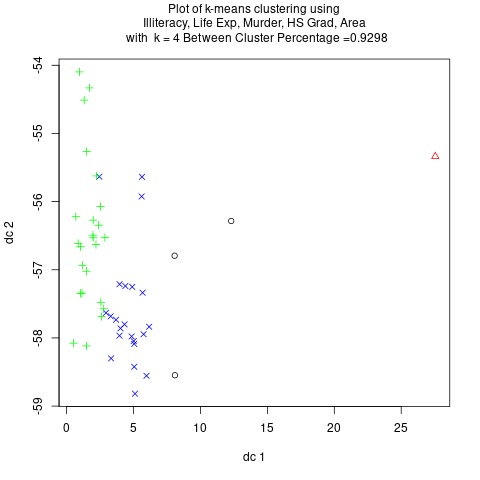 Plot of k-means clustering using
Illiteracy, Life Exp, Murder, HS Grad, Area
with  k = 4 Between Cluster Percentage =0.9298
-54
-55
-56
-57
-58
-59
dc 2
0 5 10 15 20 25
dc 1